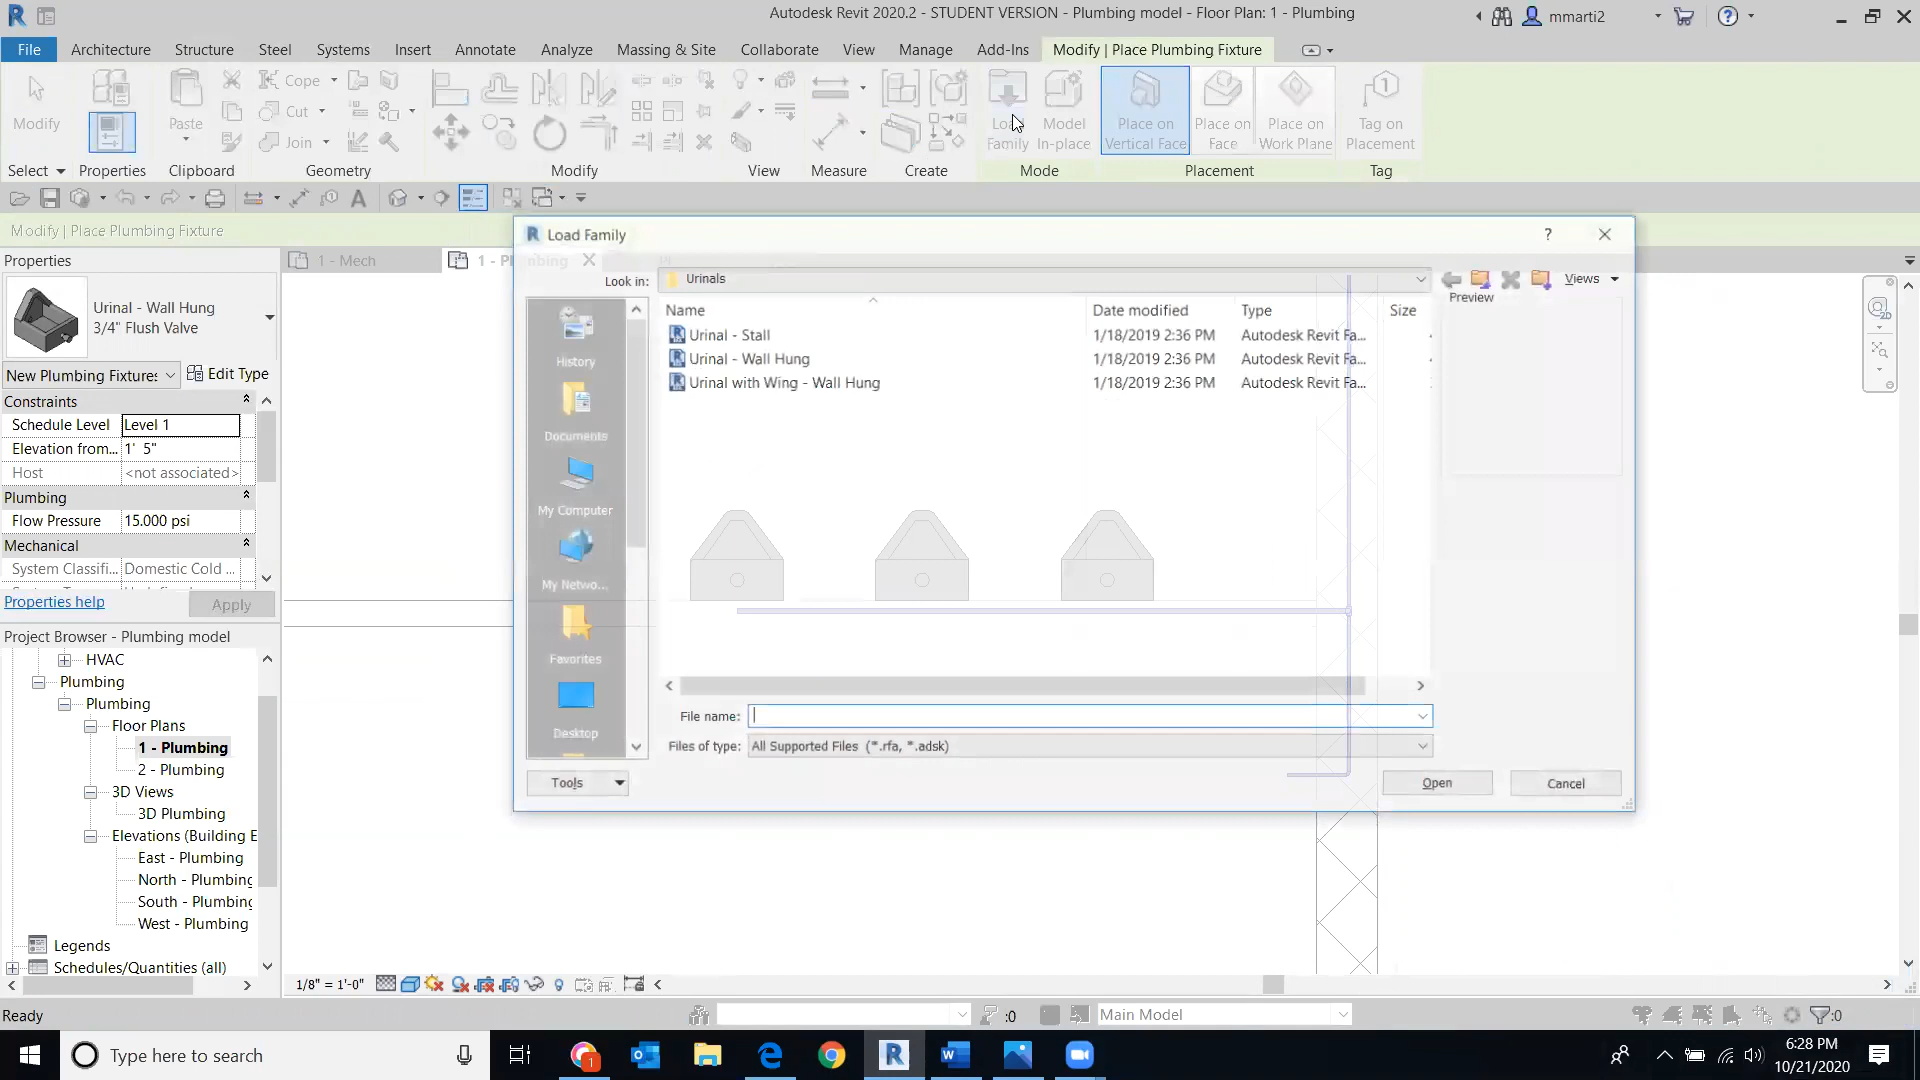 Autodesk Revit 2020.2 - STUDENT VERSION - Plumbing model - Floor Plan: 1 - Plumbing
mmarti2
File Architecture Structure Steel Systems Insert Annotate Analyze Massing & Site Collaborate View Manage Add-Ins Modify | Place Plumbing Fixture
Modify
Paste
Cope
Cut
Join
Load Family
Model In-place
Place on Vertical Face
Place on Face
Place on Work Plane
Tag on Placement
Select Properties Clipboard Geometry Modify View Measure Create Mode Placement Tag
Modify | Place Plumbing Fixture
Properties
1 - Mech
1 - Plumbing
Urinal - Wall Hung
3/4" Flush Valve
New Plumbing Fixtures
Edit Type
Constraints
Schedule Level Level 1
Elevation from... 1' 5"
Host <not associated>
Plumbing
Flow Pressure 15.000 psi
Mechanical
System Classifi... Domestic Cold ...
Properties help
Apply
Project Browser - Plumbing model
HVAC
Plumbing
Plumbing
Floor Plans
1 - Plumbing
2 - Plumbing
3D Views
3D Plumbing
Elevations (Building E
East - Plumbing
North - Plumbing
South - Plumbing
West - Plumbing
Legends
Schedules/Quantities (all)
Load Family
Look in: Urinals
Views
Preview
Name Date modified Type Size
Urinal - Stall 1/18/2019 2:36 PM Autodesk Revit Fa...
Urinal - Wall Hung 1/18/2019 2:36 PM Autodesk Revit Fa...
Urinal with Wing - Wall Hung 1/18/2019 2:36 PM Autodesk Revit Fa...
History
Documents
My Computer
My Netwo...
Favorites
Desktop
File name:
Files of type: All Supported Files (*.rfa, *.adsk)
Tools
Open
Cancel
1/8" = 1'-0"
Ready
:0
Main Model
:0
Type here to search
1
6:28 PM
10/21/2020